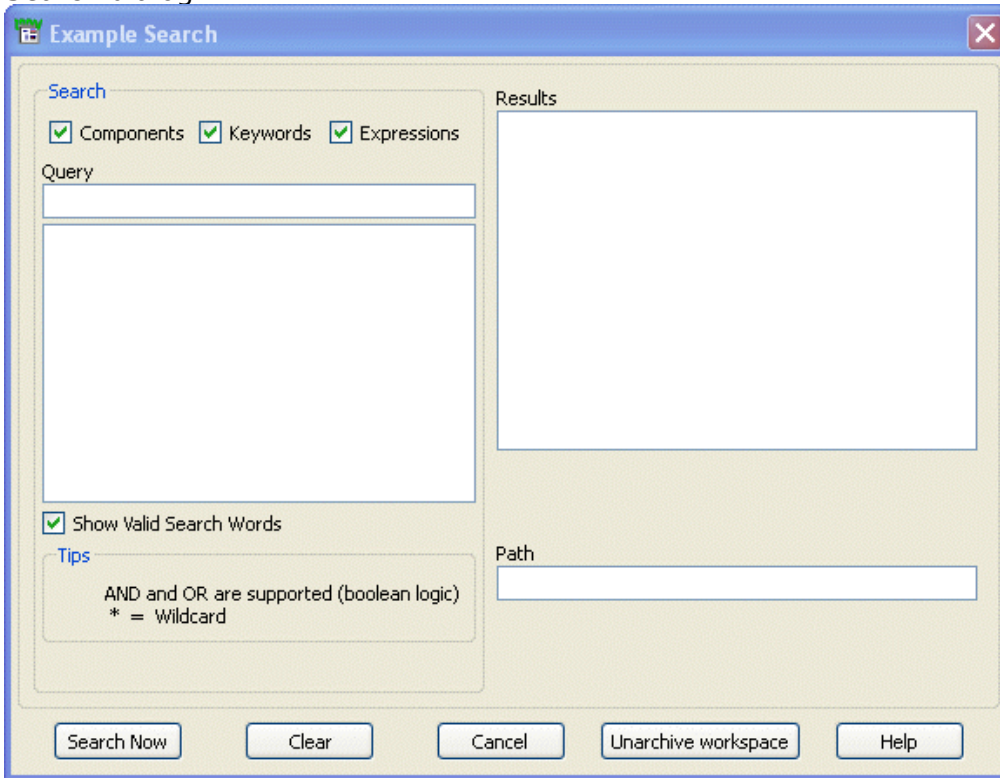 Example Search
Search
Components Keywords Expressions
Query
Show Valid Search Words
Tips
AND and OR are supported (boolean logic)
* = Wildcard
Results
Path
Search Now Clear Cancel Unarchive workspace Help